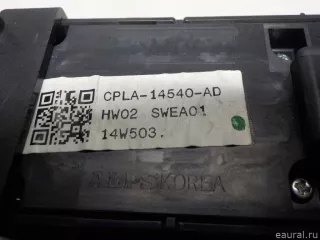 CPLA-14540-AD
HW02 SWEA01
14W503.
KOREA
eaural.ru